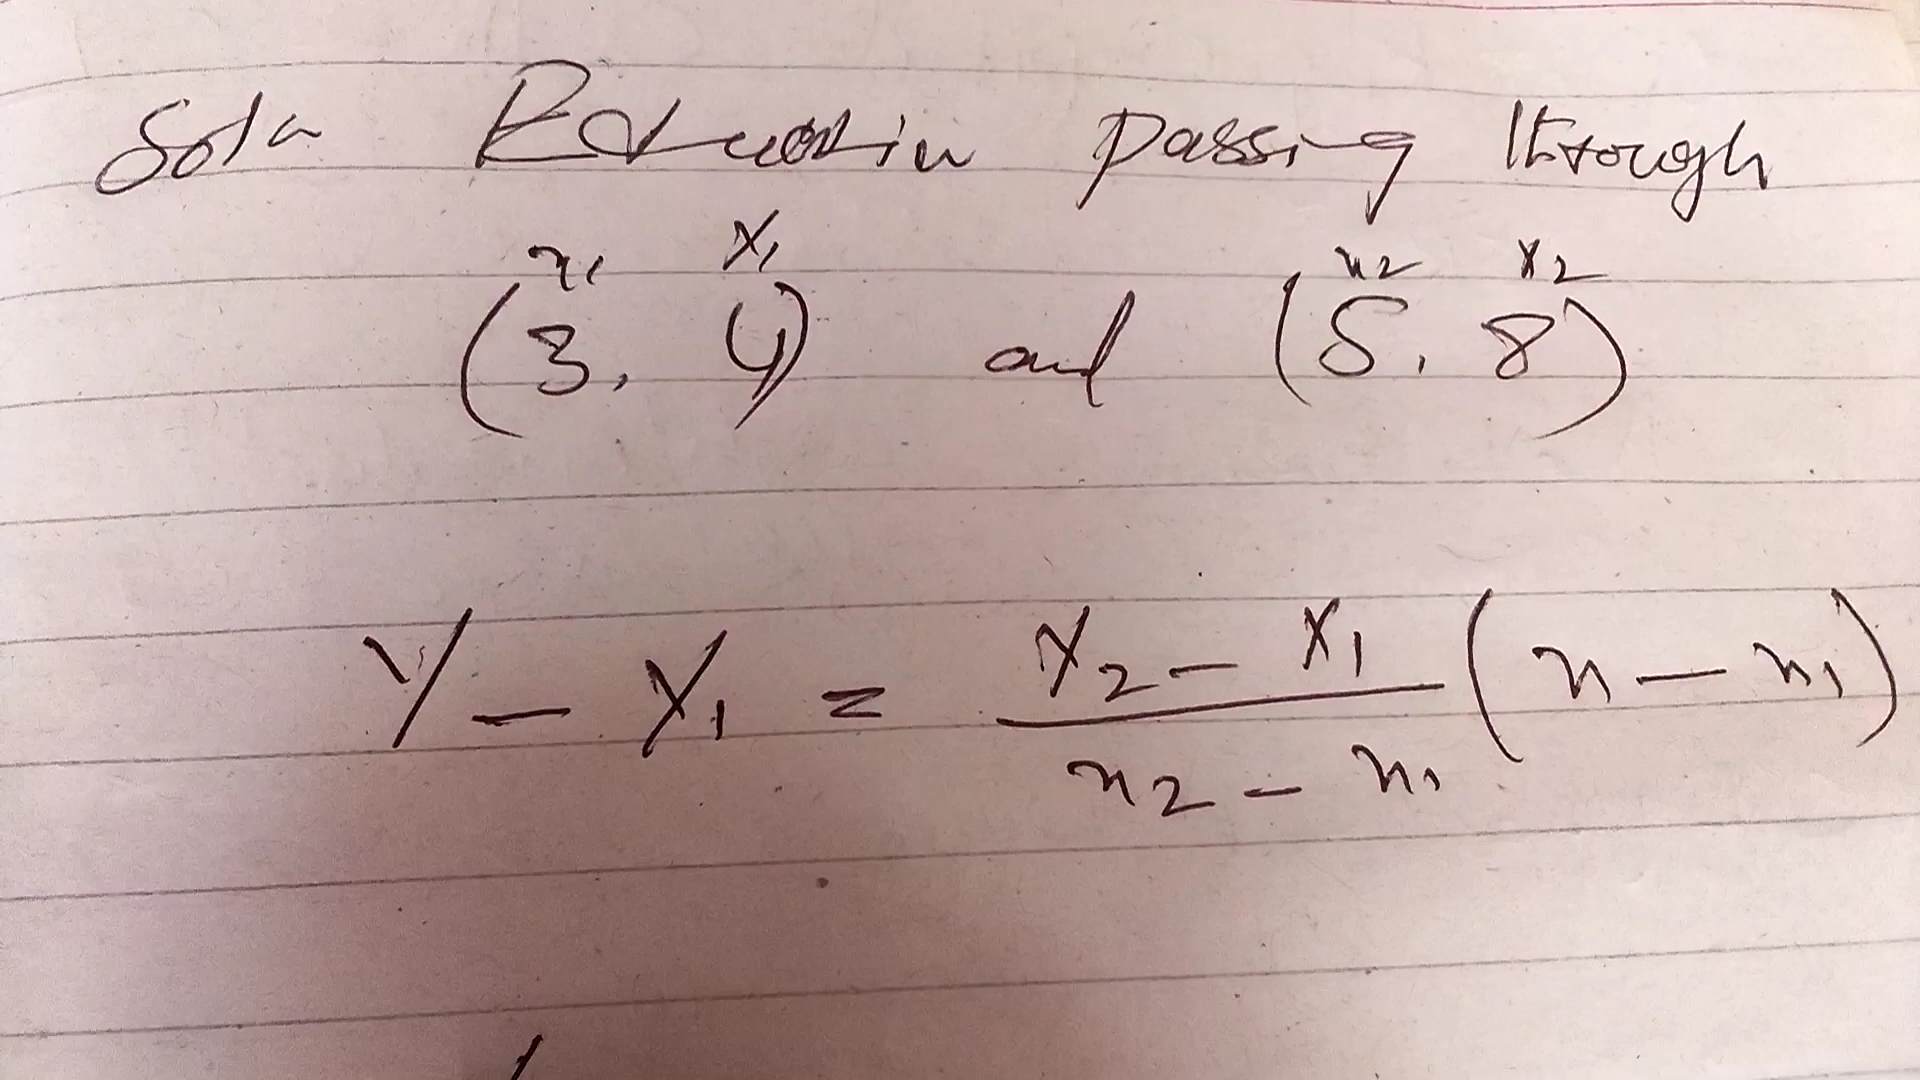 Soln Equation passing through
x₁ y₁ x₂ y₂
(3, 4) and (5, 8)
y - y₁ = y₂ - y₁ / x₂ - x₁ (x - x₁)